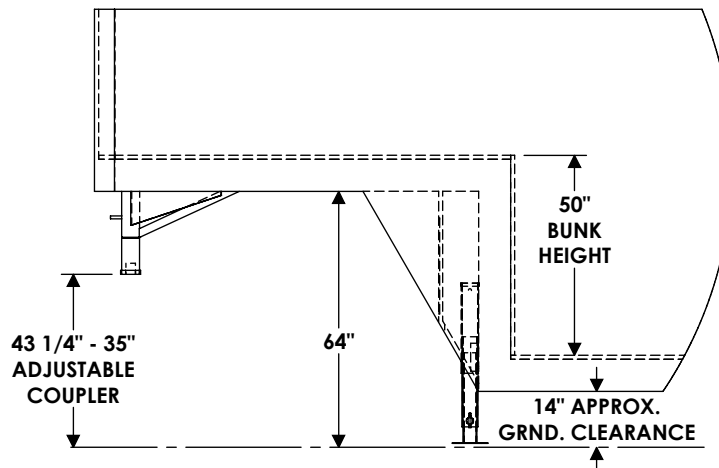 50"
BUNK
HEIGHT
43 1/4" - 35"
ADJUSTABLE
COUPLER
64"
14" APPROX.
GRND. CLEARANCE